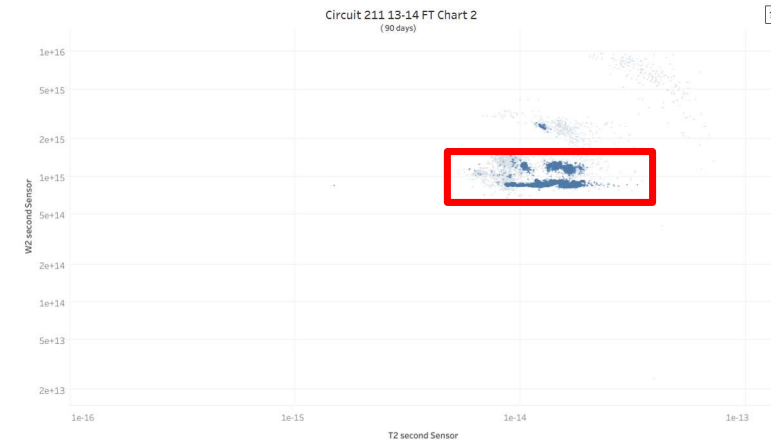 Circuit 211 13-14 FT Chart 2
( 90 days)
1e+16
5e+15
2e+15
1e+15
5e+14
2e+14
1e+14
5e+13
2e+13
W2 second Sensor
1e-16
1e-15
1e-14
1e-13
T2 second Sensor